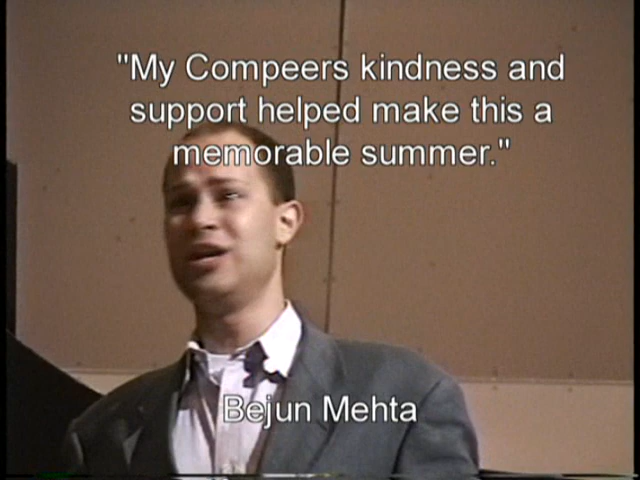 "My Compeers kindness and
support helped make this a
memorable summer."
Bejun Mehta